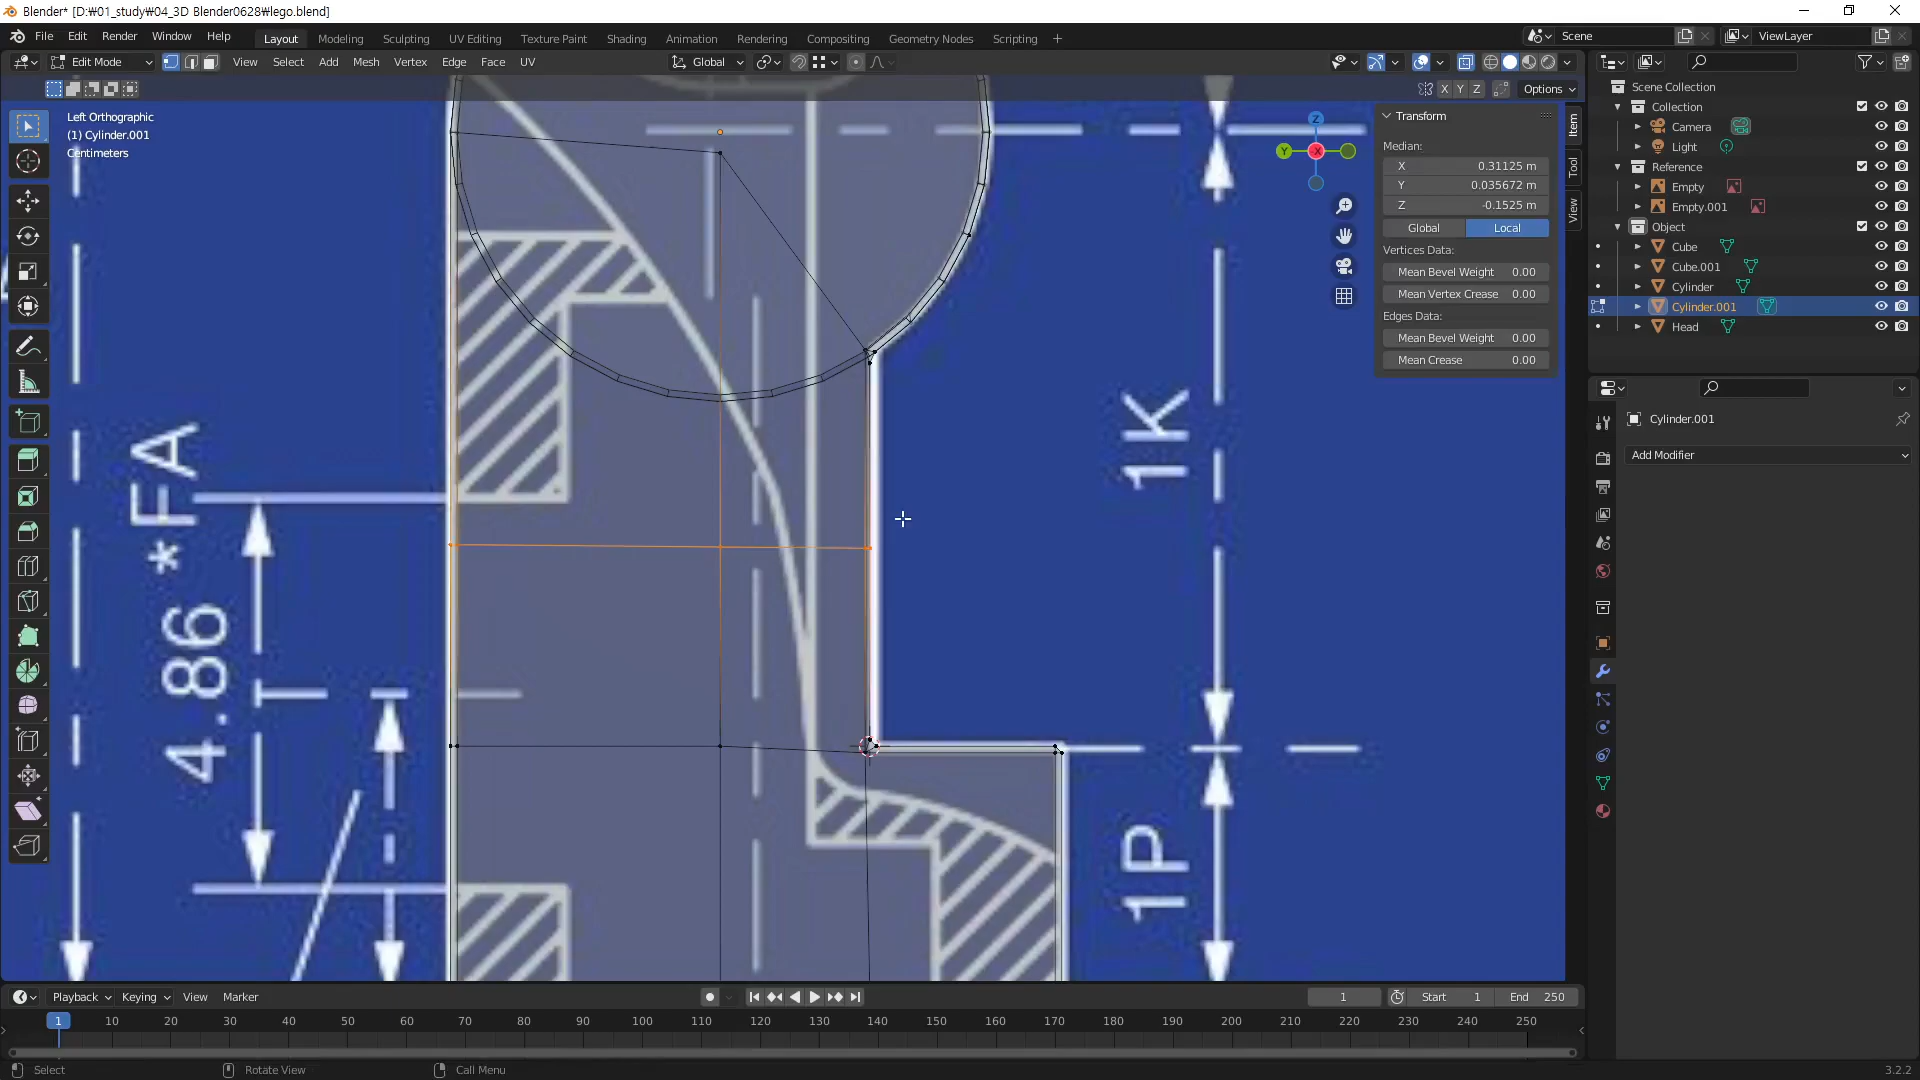 Blender* [D:₩01_study₩04_3D Blender0628₩lego.blend]
File Edit Render Window Help
Layout Modeling Sculpting UV Editing Texture Paint Shading Animation Rendering Compositing Geometry Nodes Scripting +
Scene
ViewLayer
Edit Mode
View Select Add Mesh Vertex Edge Face UV
Global
X Y Z
Options
Left Orthographic
(1) Cylinder.001
Centimeters
Z
Y
-X
Transform
Median:
X 0.31125 m
Y 0.035672 m
Z -0.1525 m
Global Local
Vertices Data:
Mean Bevel Weight 0.00
Mean Vertex Crease 0.00
Edges Data:
Mean Bevel Weight 0.00
Mean Crease 0.00
Item
Tool
View
4.86 *FA
1K
1P
Scene Collection
Collection
Camera
Light
Reference
Empty
Empty.001
Object
Cube
Cube.001
Cylinder
Cylinder.001
Head
Cylinder.001
Add Modifier
Playback Keying View Marker
1
Start 1
End 250
1 10 20 30 40 50 60 70 80 90 100 110 120 130 140 150 160 170 180 190 200 210 220 230 240 250
Select
Rotate View
Call Menu
3.2.2